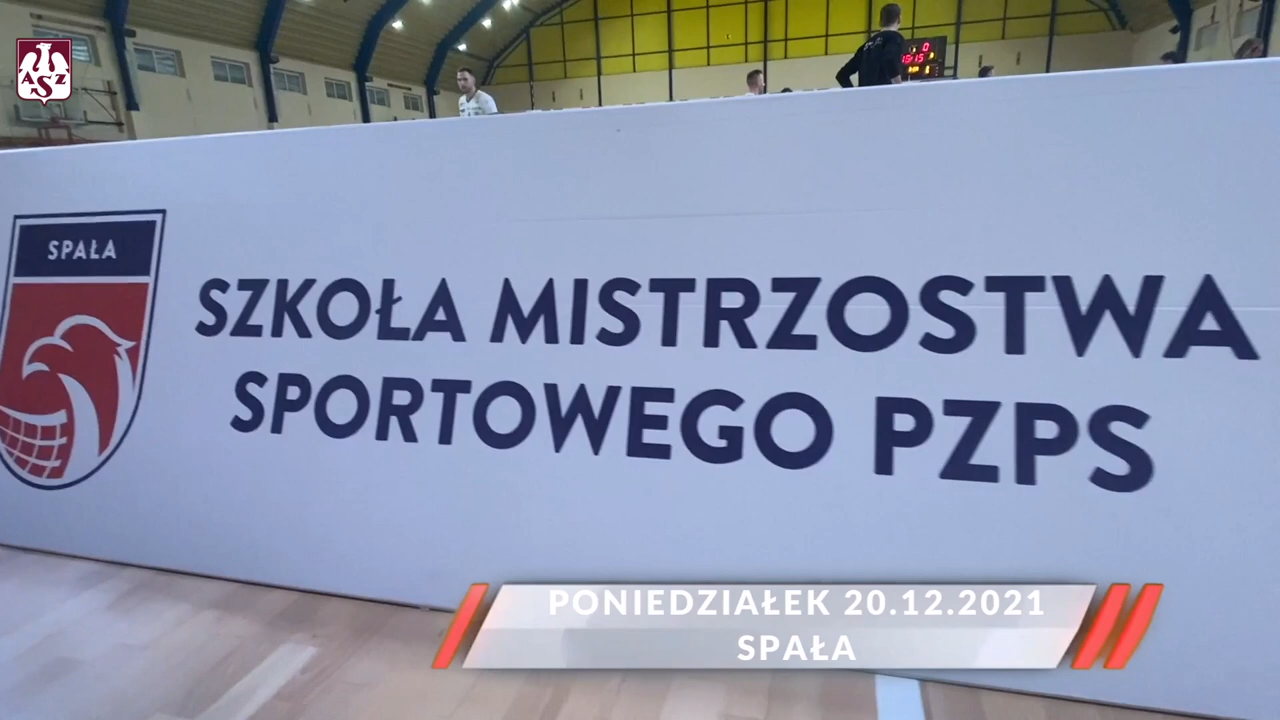 AZS
SPAŁA
SZKOŁA MISTRZOSTWA
SPORTOWEGO PZPS
PONIEDZIAŁEK 20.12.2021
SPAŁA